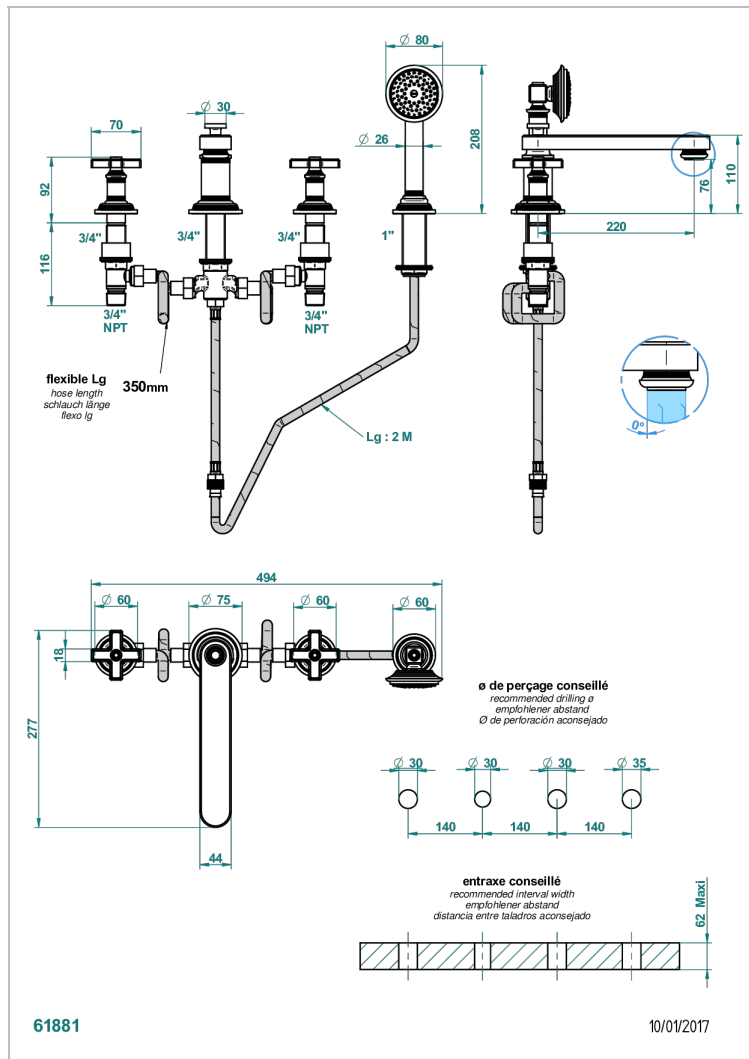 Ø 80
Ø 30
70
Ø 26
208
92
76
110
220
3/4"
3/4"
3/4"
1"
116
3/4"
NPT
3/4"
NPT
flexible Lg
hose length
schlauch länge
flexo lg
350mm
0°
Lg : 2 M
494
Ø 60
Ø 75
Ø 60
Ø 60
18
277
44
ø de perçage conseillé
recommended drilling ø
empfohlener abstand
Ø de perforación aconsejado
Ø 30
Ø 30
Ø 30
Ø 35
140
140
140
entraxe conseillé
recommended interval width
empfohlener abstand
distancia entre taladros aconsejado
62 Maxi
61881
10/01/2017